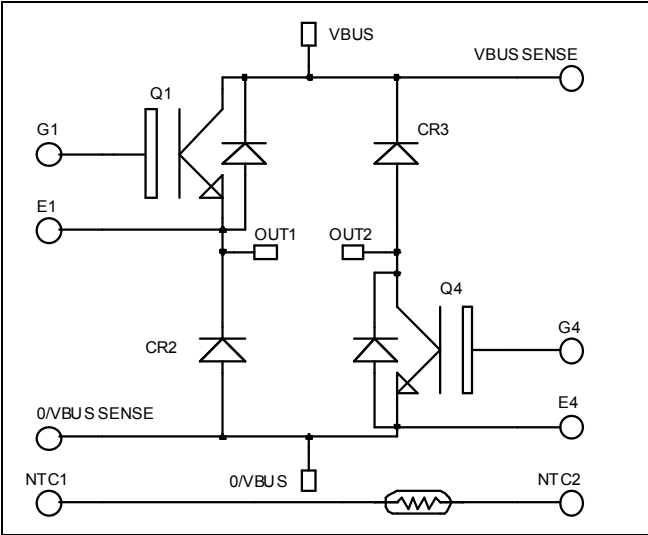 VBUS
VBUS SENSE
Q1
G1
CR3
E1
OUT1
OUT2
Q4
G4
CR2
E4
0/VBUS SENSE
NTC1
0/VBUS
NTC2